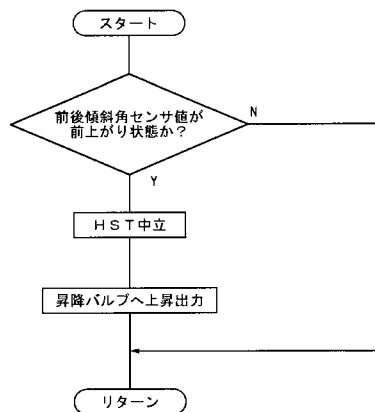 スタート
前後傾斜角センサ値が
前上がり状態か？
N
Y
ＨＳＴ中立
昇降バルブへ上昇出力
リターン